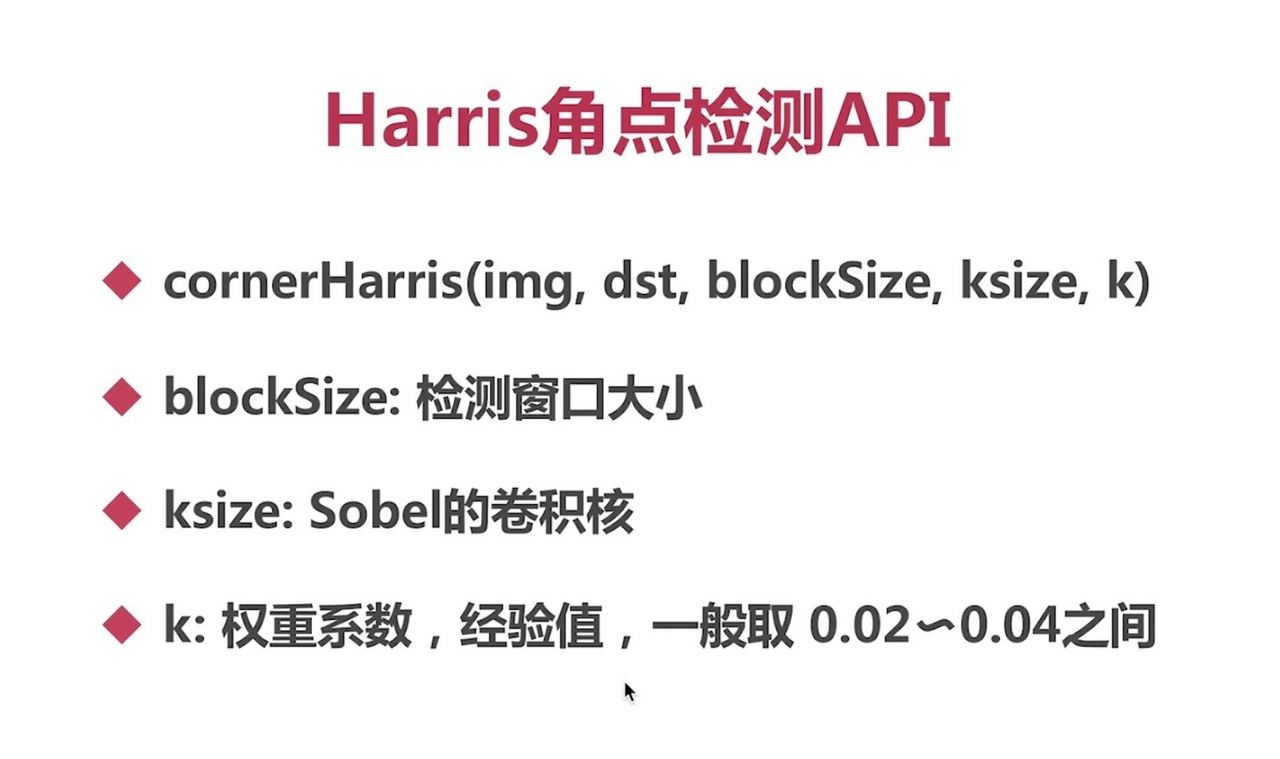 Harris角点检测API
cornerHarris(img, dst, blockSize, ksize, k)
blockSize: 检测窗口大小
ksize: Sobel的卷积核
k: 权重系数，经验值，一般取 0.02～0.04之间